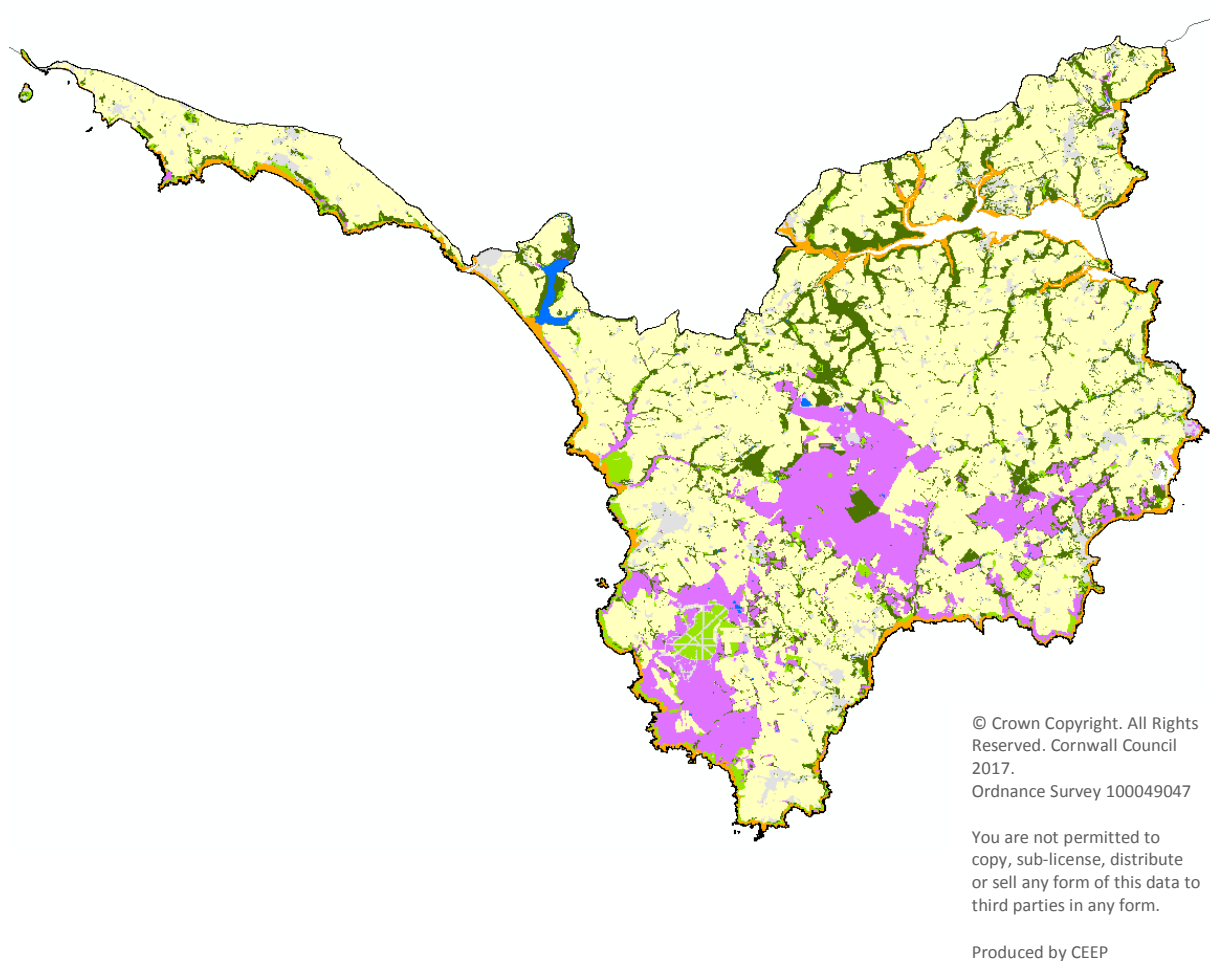 © Crown Copyright. All Rights
Reserved. Cornwall Council
2017.
Ordnance Survey 100049047
You are not permitted to
copy, sub-license, distribute
or sell any form of this data to
third parties in any form.
Produced by CEEP